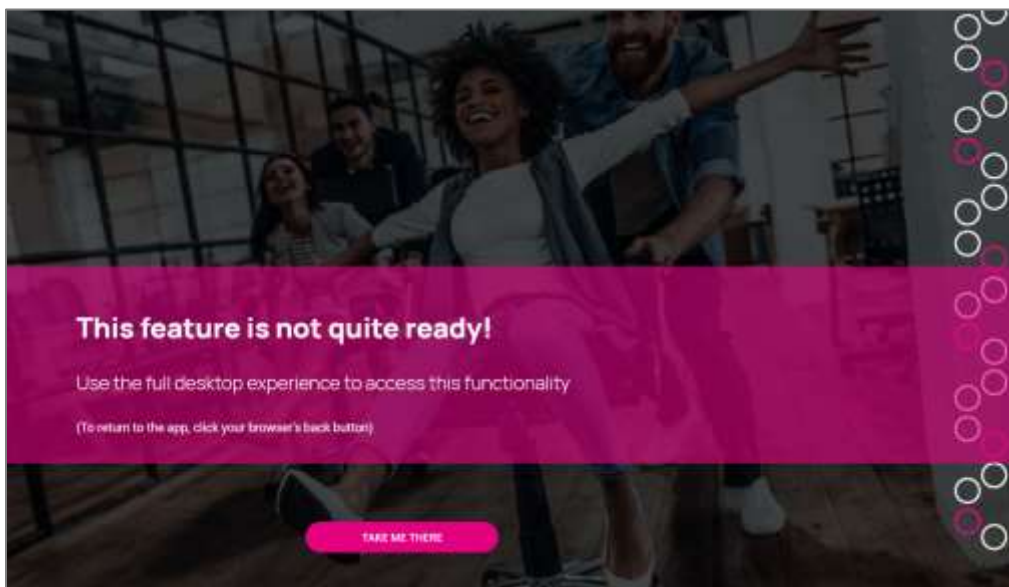 This feature is not quite ready!
Use the full desktop experience to access this functionality
(To return to the app, click your browser's back button)
TAKE ME THERE